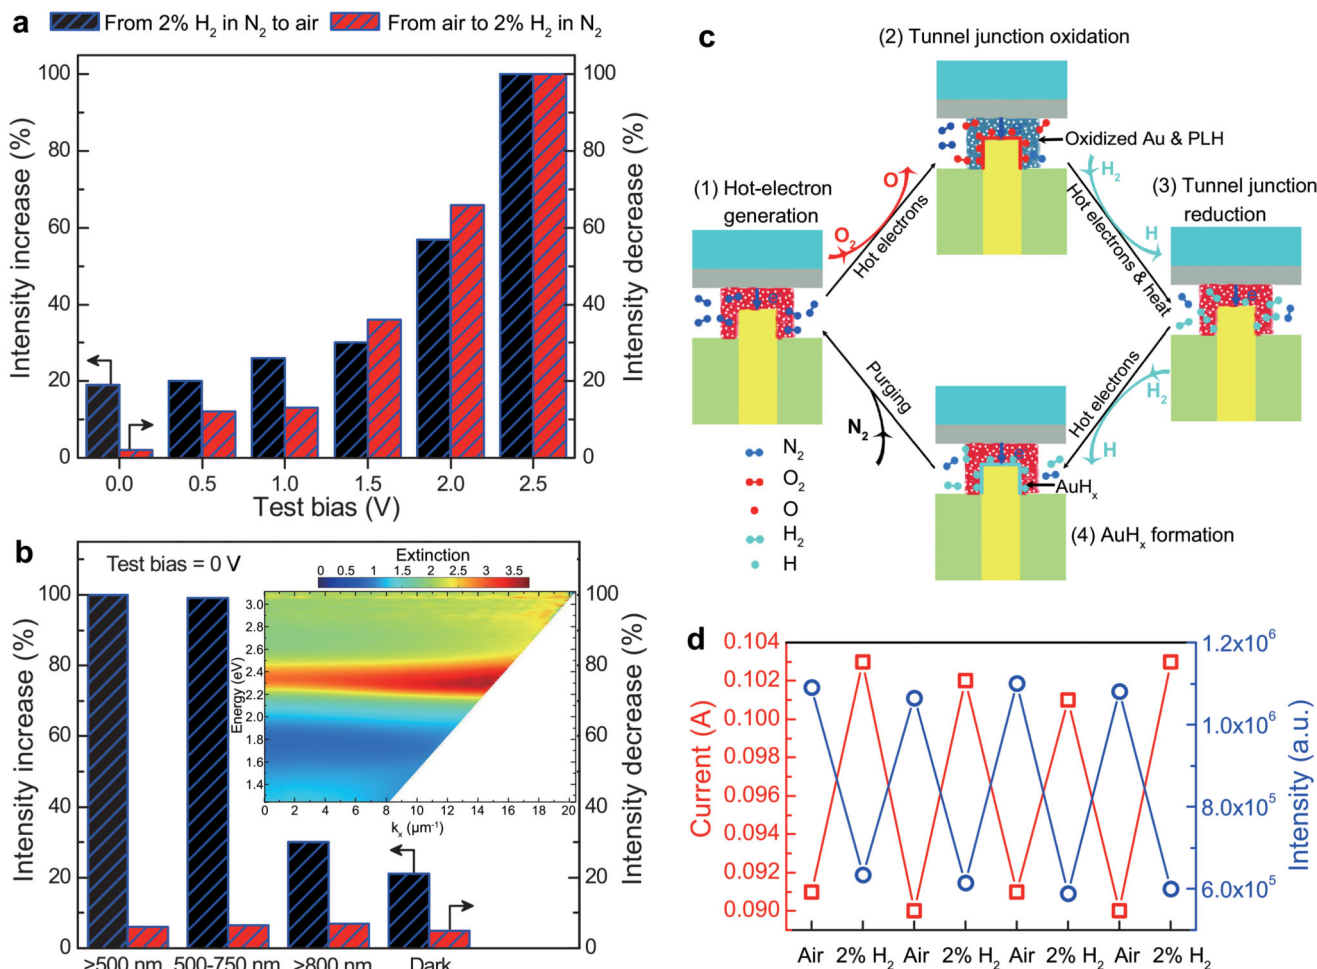 a
From 2% H₂ in N₂ to air
From air to 2% H₂ in N₂
Intensity increase (%)
100
80
60
40
20
0
0.0 0.5 1.0 1.5 2.0 2.5
Test bias (V)
100
80
60
40
20
0
Intensity decrease (%)
b
Test bias = 0 V
Intensity increase (%)
100
80
60
40
20
0
>500 nm 500-750 nm >800 nm Dark
100
80
60
40
20
0
Intensity decrease (%)
Extinction
0 0.5 1 1.5 2 2.5 3 3.5
Energy (eV)
3.0
2.8
2.6
2.4
2.2
2.0
1.8
1.6
1.4
0 2 4 6 8 10 12 14 16 18 20
kₓ (µm⁻¹)
c
(2) Tunnel junction oxidation
Oxidized Au & PLH
(1) Hot-electron
generation
O₂
O
Hot electrons
H₂
H
Hot electrons & heat
(3) Tunnel junction
reduction
Hot electrons
H₂
H
Purging
N₂
AuHₓ
(4) AuHₓ formation
N₂
O₂
O
H₂
H
d
Current (A)
0.104
0.102
0.100
0.098
0.096
0.094
0.092
0.090
Air 2% H₂ Air 2% H₂ Air 2% H₂ Air 2% H₂
1.2x10⁶
1.0x10⁶
8.0x10⁵
6.0x10⁵
Intensity (a.u.)